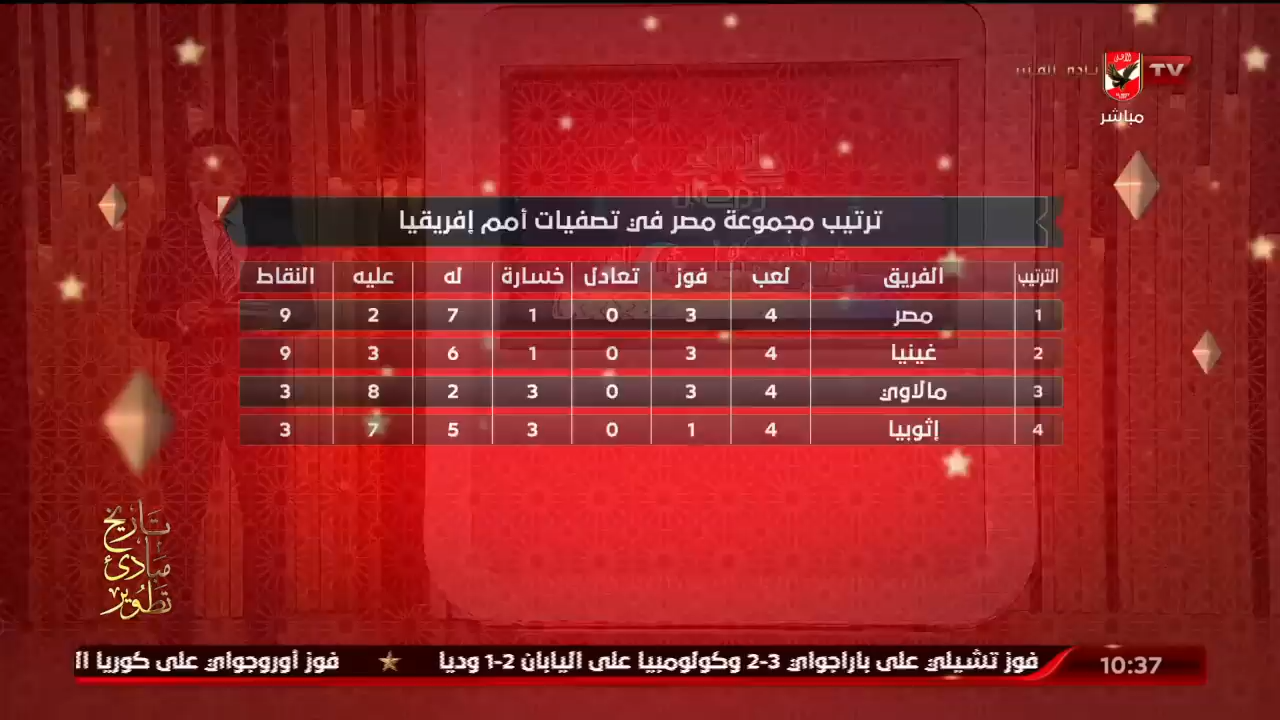 TV
مباشر
ترتيب مجموعة مصر في تصفيات أمم إفريقيا
الترتيب الفريق لعب فوز تعادل خسارة له عليه النقاط
1 مصر 4 3 0 1 7 2 9
2 غينيا 4 3 0 1 6 3 9
3 مالاوي 4 3 0 3 2 8 3
4 إثوبيا 4 1 0 3 5 7 3
تاريخ
مبادئ
تطوير
10:37 فوز تشيلي على باراجواي 3-2 وكولومبيا على اليابان 2-1 وديا ★ فوز أوروجواي على كوريا